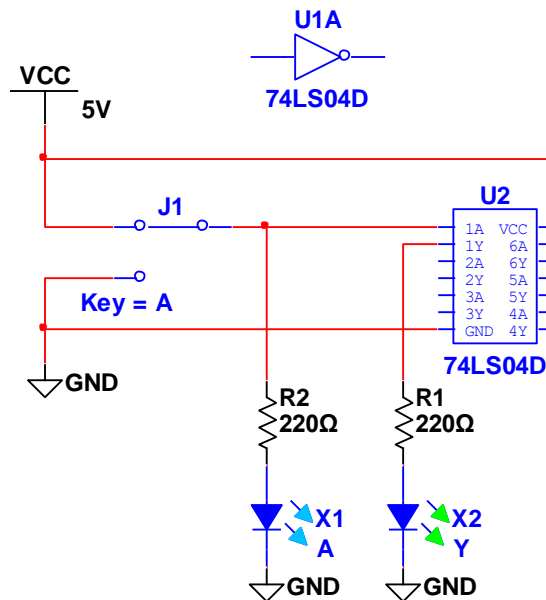 U1A
74LS04D
VCC
5V
J1
Key = A
U2
1A VCC
1Y 6A
2A 6Y
2Y 5A
3A 5Y
3Y 4A
GND 4Y
74LS04D
GND
R2
220Ω
R1
220Ω
X1
A
X2
Y
GND
GND